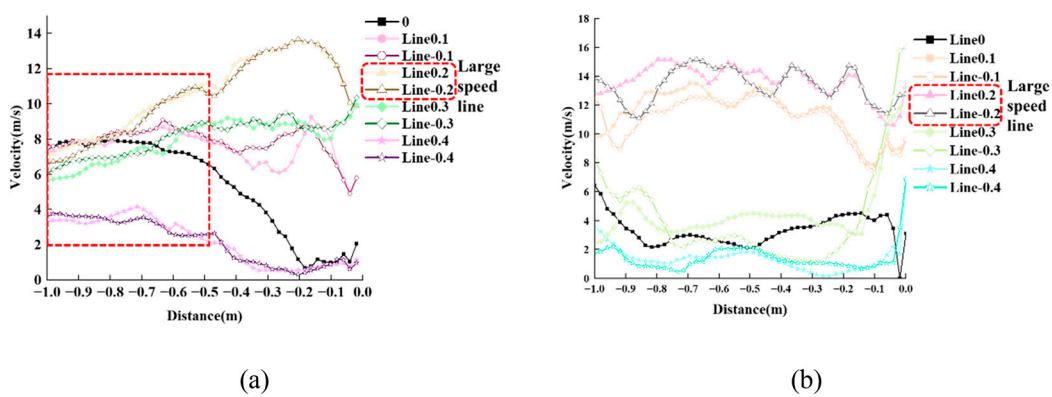 14
12
10
8
6
4
2
0
Velocity(m/s)
−1.0 −0.9 −0.8 −0.7 −0.6 −0.5 −0.4 −0.3 −0.2 −0.1 0.0
Distance(m)
0
Line0.1
Line-0.1
Line0.2
Line-0.2
Line0.3
Line-0.3
Line0.4
Line-0.4
Large
speed
line
(a)
18
16
14
12
10
8
6
4
2
0
Velocity(m/s)
−1.0 −0.9 −0.8 −0.7 −0.6 −0.5 −0.4 −0.3 −0.2 −0.1 0.0
Distance(m)
Line0
Line0.1
Line-0.1
Line0.2
Line-0.2
Line0.3
Line-0.3
Line0.4
Line-0.4
Large
speed
line
(b)